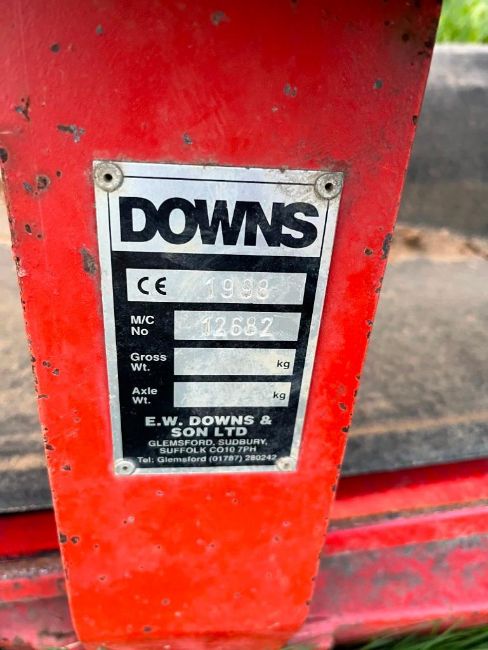 DOWNS
CE 1998
M/C No 12682
Gross Wt. kg
Axle Wt. kg
E.W. DOWNS &
SON LTD
GLEMSFORD, SUDBURY,
SUFFOLK CO10 7PH
Tel: Glemsford (01787) 280242